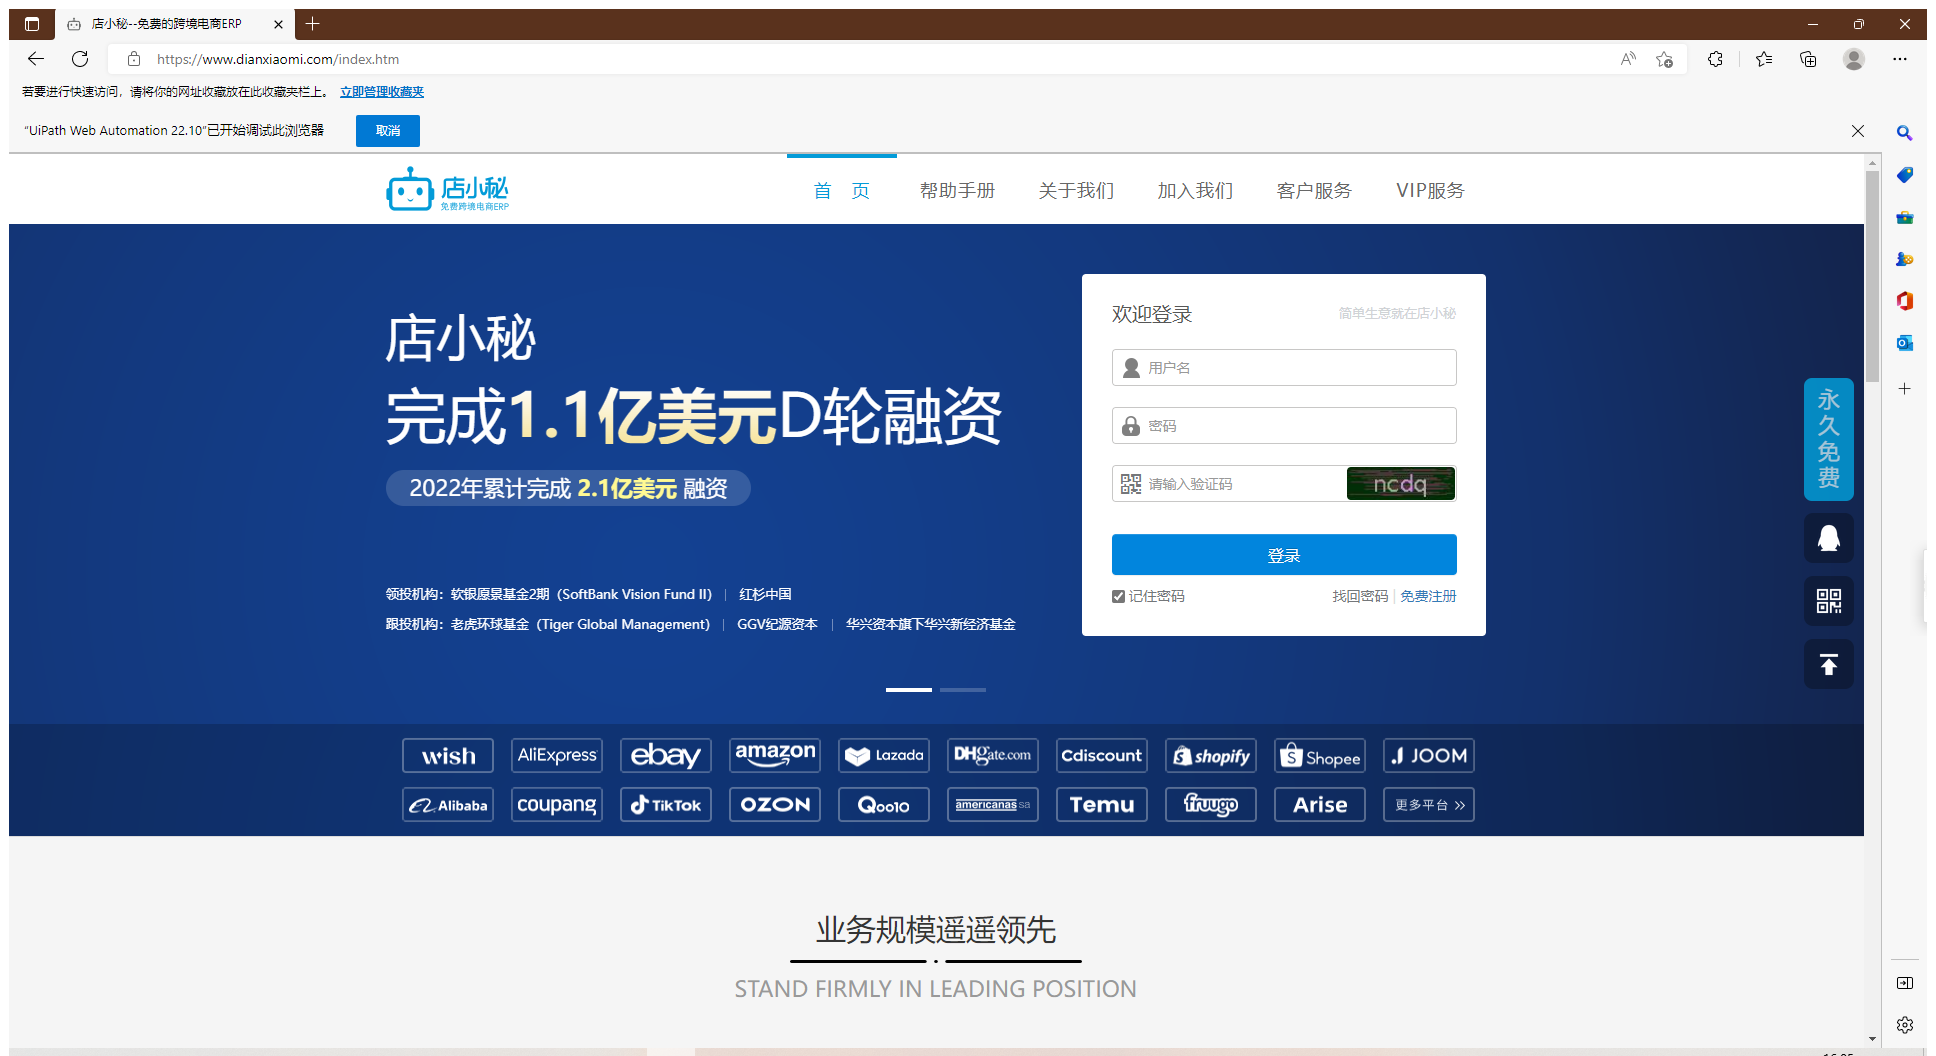 店小秘--免费的跨境电商ERP
https://www.dianxiaomi.com/index.htm
若要进行快速访问，请将你的网址收藏放在此收藏夹栏上。 立即管理收藏夹
“UiPath Web Automation 22.10”已开始调试此浏览器 取消
店小秘
免费跨境电商ERP
首 页 帮助手册 关于我们 加入我们 客户服务 VIP服务
店小秘
完成1.1亿美元D轮融资
2022年累计完成 2.1亿美元 融资
领投机构：软银愿景基金2期（SoftBank Vision Fund II） | 红杉中国
跟投机构：老虎环球基金（Tiger Global Management） | GGV纪源资本 | 华兴资本旗下华兴新经济基金
欢迎登录 简单生意就在店小秘
用户名
密码
请输入验证码 ncdq
登录
记住密码 找回密码 | 免费注册
永久免费
wish AliExpress ebay amazon Lazada DHgate.com Cdiscount shopify Shopee JOOM
Alibaba coupang TikTok OZON Qoo10 americanas sa Temu fruugo Arise 更多平台 >>
业务规模遥遥领先
STAND FIRMLY IN LEADING POSITION